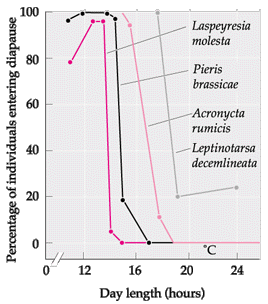 Percentage of individuals entering diapause
100
80
60
40
20
0
Laspeyresia
molesta
Pieris
brassicae
Acronycta
rumicis
Leptinotarsa
decemlineata
°C
0
12
16
20
24
Day length (hours)